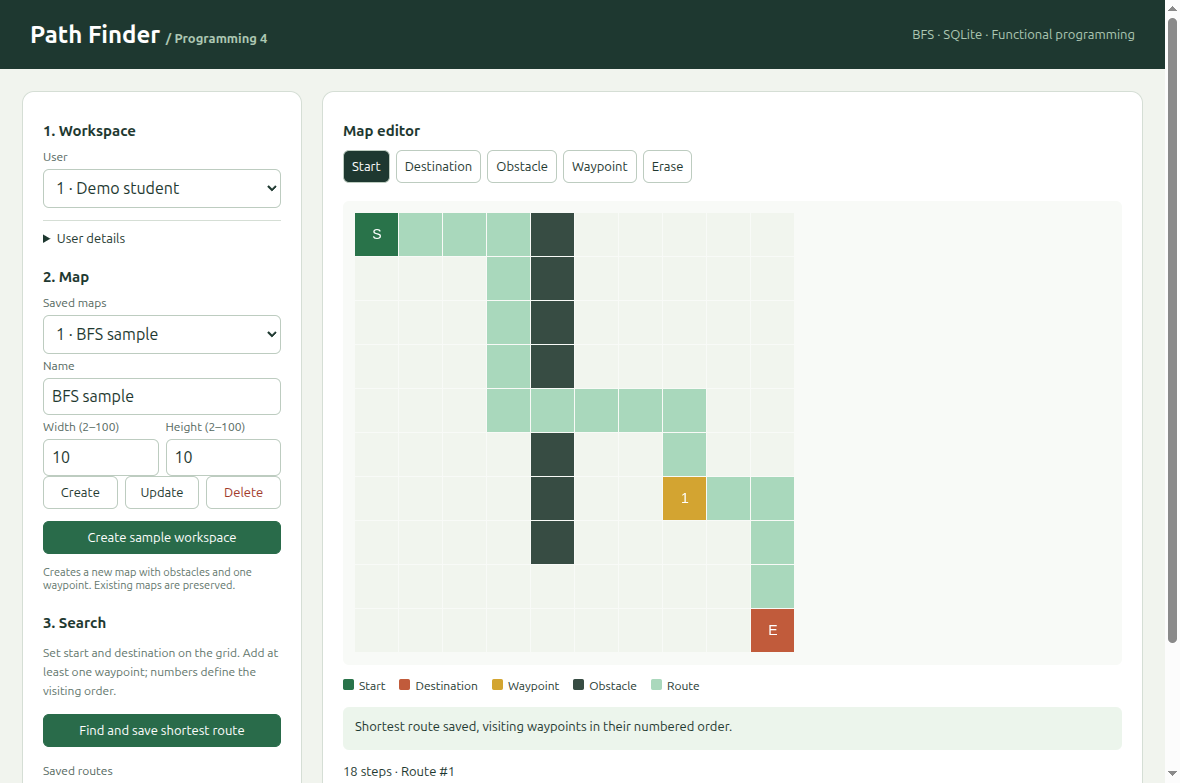 Path Finder / Programming 4
BFS · SQLite · Functional programming
1. Workspace
User
1 · Demo student
User details
2. Map
Saved maps
1 · BFS sample
Name
BFS sample
Width (2–100) Height (2–100)
10 10
Create Update Delete
Create sample workspace
Creates a new map with obstacles and one
waypoint. Existing maps are preserved.
3. Search
Set start and destination on the grid. Add at
least one waypoint; numbers define the
visiting order.
Find and save shortest route
Saved routes
Map editor
Start Destination Obstacle Waypoint Erase
S
1
E
Start Destination Waypoint Obstacle Route
Shortest route saved, visiting waypoints in their numbered order.
18 steps · Route #1